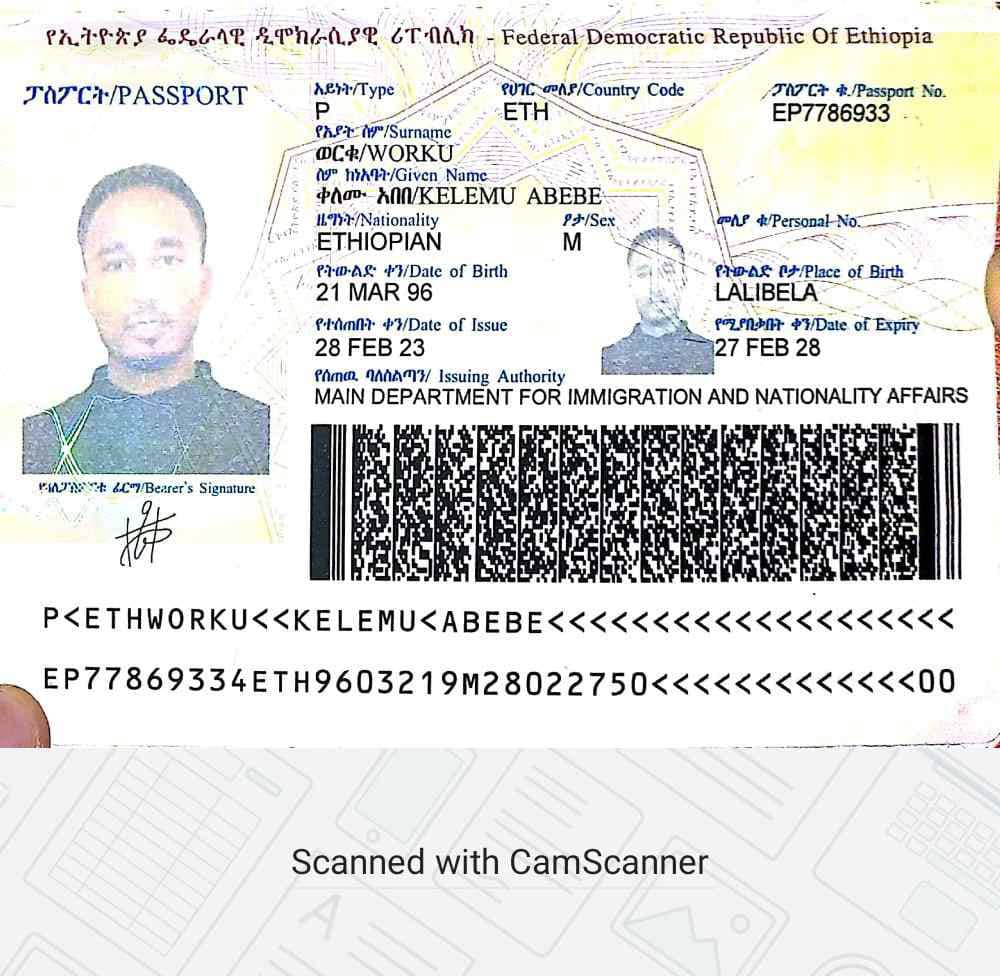 የኢትዮጵያ ፌዴራላዊ ዲሞክራሲያዊ ሪፐብሊክ - Federal Democratic Republic Of Ethiopia
ፓስፖርት/PASSPORT
አይነት/Type
P
የሀገር መለያ/Country Code
ETH
ፓስፖርት ቁ./Passport No.
EP7786933
የአያት ስም/Surname
ወርቁ/WORKU
ስም ከነአባት/Given Name
ቀለሙ አበበ/KELEMU ABEBE
ዜግነት/Nationality
ETHIOPIAN
ፆታ/Sex
M
መለያ ቁ/Personal No.
የትውልድ ቀን/Date of Birth
21 MAR 96
የትውልድ ቦታ/Place of Birth
LALIBELA
የተሰጠበት ቀን/Date of Issue
28 FEB 23
የሚያበቃበት ቀን/Date of Expiry
27 FEB 28
የሰጠዉ ባለስልጣን/ Issuing Authority
MAIN DEPARTMENT FOR IMMIGRATION AND NATIONALITY AFFAIRS
ፊርማ/Bearer's Signature
P<ETHWORKU<<KELEMU<ABEBE<<<<<<<<<<<<<<<<<<<<
EP77869334ETH9603219M28022750<<<<<<<<<<<<<00
Scanned with CamScanner